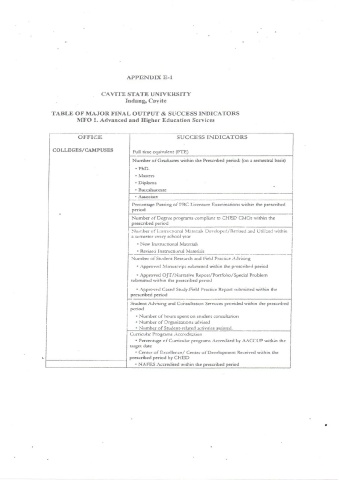 APPENDIX E-1
CAVITE STATE UNIVERSITY
Indang, Cavite
TABLE OF MAJOR FINAL OUTPUT & SUCCESS INDICATORS
MFO 1. Advanced and Higher Education Services
OFFICE
SUCCESS INDICATORS
COLLEGES/CAMPUSES
Full time equivalent (FTE)
Number of Graduates within the Prescribed period (on a semestral basis)
• PhD
• Masters
• Diploma
• Baccalaureate
• Associate
Percentage Passing of PRC Licensure Examinations within the prescribed
period
Number of Degree programs compliant to CHED CMOs within the
prescribed period
Number of Instructional Materials Developed/Revised and Utilized within
a semester every school year
• New Instructional Materials
• Revised Instructional Materials
Number of Student Research and Field Practice Advising
• Approved Manuscript submitted within the prescribed period
• Approved OJT/Narrative Report/Portfolio/Special Problem
submitted within the prescribed period
• Approved Case Study/Field Practice Report submitted within the
prescribed period
Student Advising and Consultation Services provided within the prescribed
period
• Number of hours spent on student consultation
• Number of Organizations advised
• Number of Student-related activities
Curricular Programs Accreditation
• Percentage of Curricular programs Accredited by AACCUP within the
target date
• Center of Excellence/ Center of Development Received within the
prescribed period by CHED
• Accredited within the prescribed period